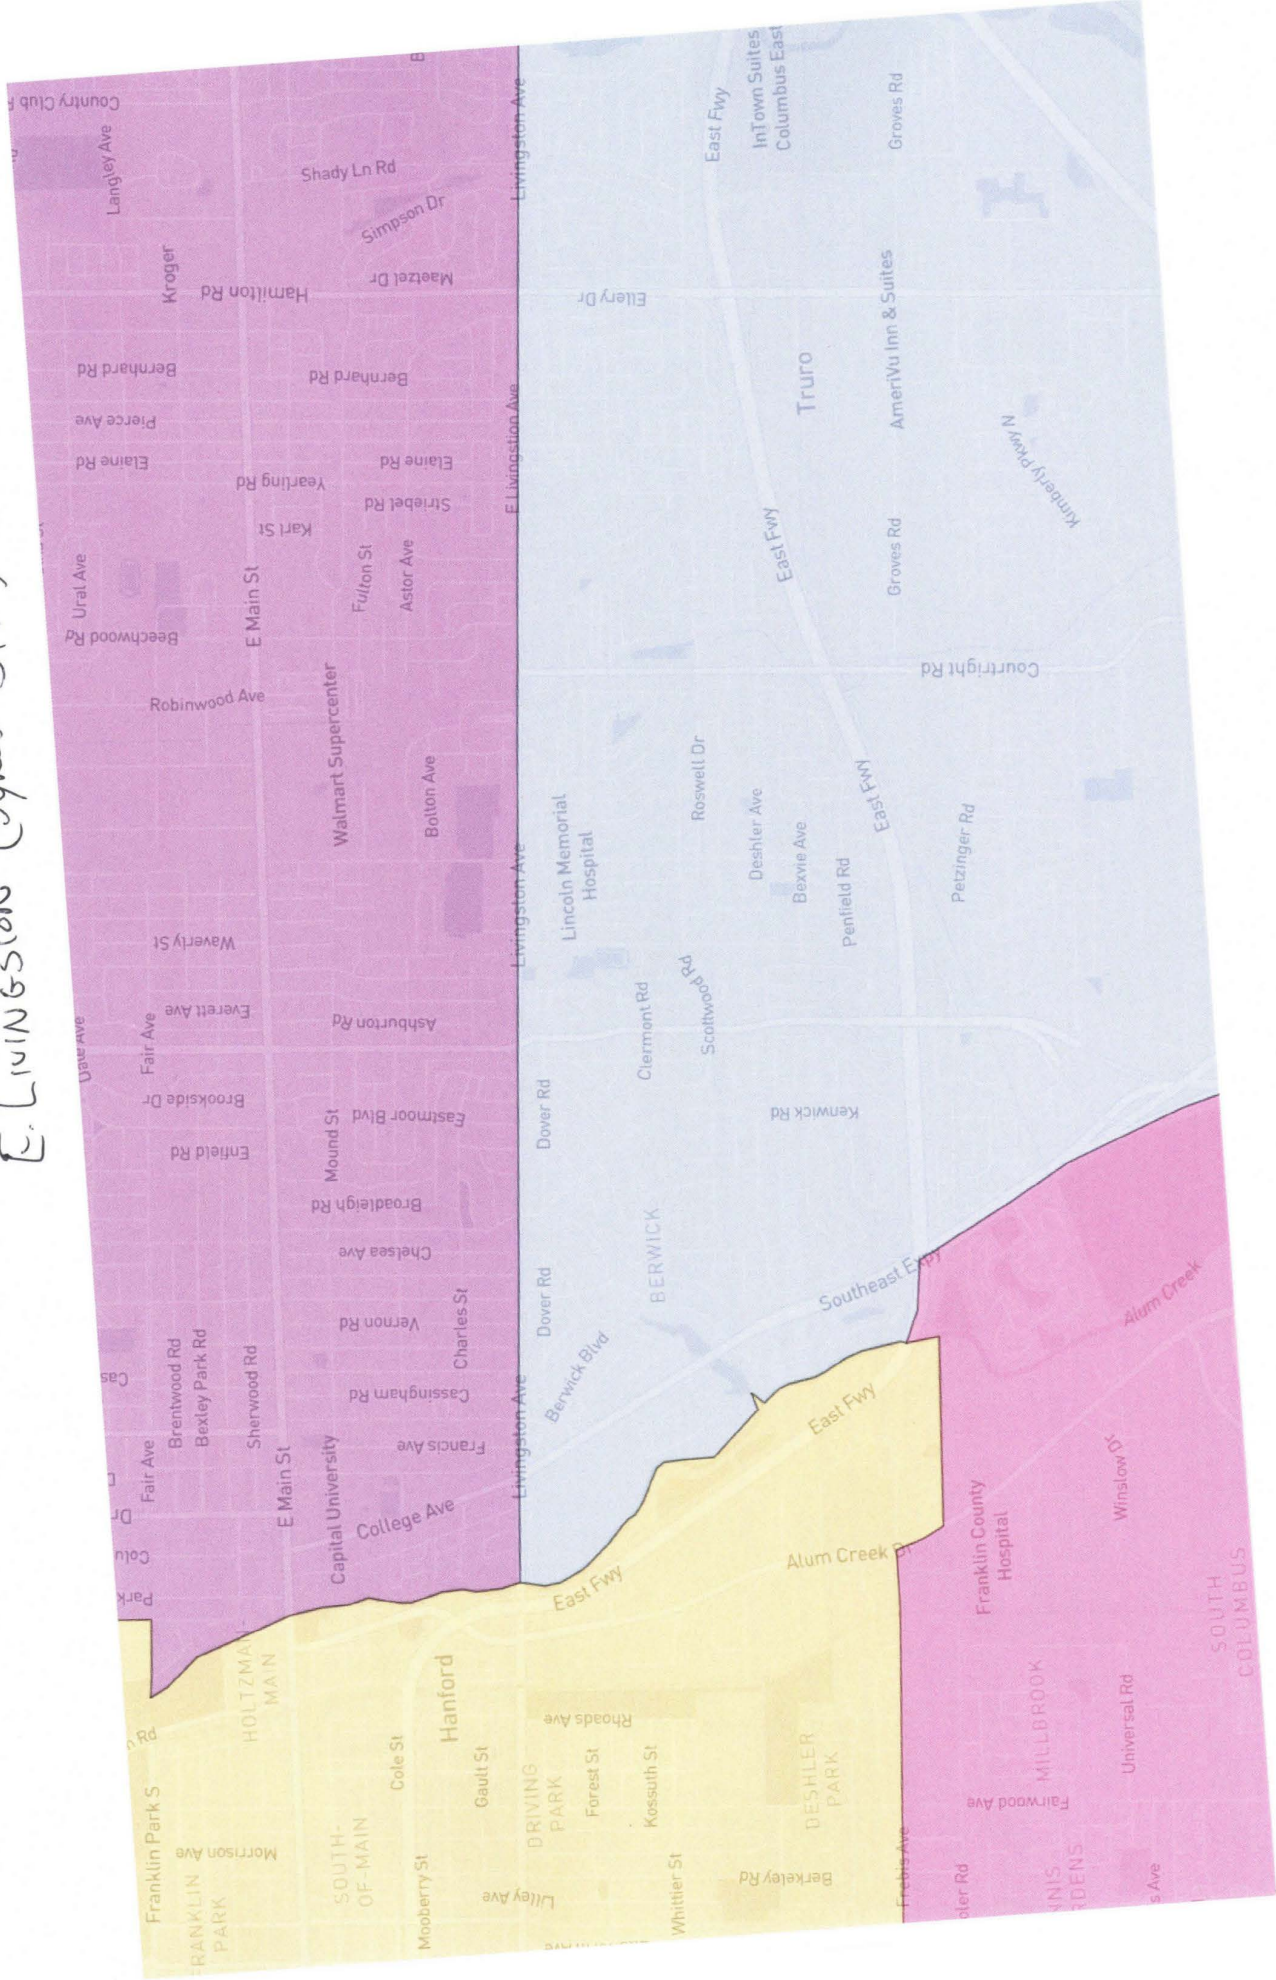 E. LIVINGSTON
Country Club
Langley Ave
Kroger
Shady Ln Rd
Simpson Dr
Hamilton Rd
Maetzel Dr
Bernhard Rd
Bernhard Rd
Pierce Ave
Elaine Rd
Elaine Rd
Yearling Rd
Striebel Rd
Karl St
Ural Ave
Beechwood Rd
E Main St
Fulton St
Astor Ave
Robinwood Ave
Walmart Supercenter
Bolton Ave
Waverly St
Everett Ave
Fair Ave
Ashburton Rd
Brookside Dr
Enfield Rd
Mound St
Eastmoor Blvd
Broadleigh Rd
Chelsea Ave
Vernon Rd
Charles St
Brentwood Rd
Bexley Park Rd
Sherwood Rd
Cassingham Rd
Francis Ave
Fair Ave
E Main St
Capital University
College Ave
Colu
Park
Dr
Cas
Livingston Ave
E Livingston Ave
Livingston Ave
Livingston Ave
East Fwy
InTown Suites
Columbus East
Groves Rd
Ellery Dr
Truro
AmeriVu Inn & Suites
Kimberly Pkwy N
East Fwy
Groves Rd
Courtright Rd
Roswell Dr
Lincoln Memorial
Hospital
Deshler Ave
Bexvie Ave
Penfield Rd
East Fwy
Petzinger Rd
Clermont Rd
Scottwood Rd
Dover Rd
Kenwick Rd
BERWICK
Dover Rd
Berwick Blvd
Southeast Expy
Alum Creek
East Fwy
East Fwy
Alum Creek Dr
Franklin County
Hospital
Winslow Dr
SOUTH
COLUMBUS
HOLTZMAN
MAIN
Hanford
Rhoads Ave
Cole St
Gault St
DRIVING
PARK
Forest St
Kossuth St
DESHLER
PARK
MILLBROOK
Universal Rd
Fairwood Ave
Franklin Park S
Morrison Ave
FRANKLIN
PARK
SOUTH-
OF-MAIN
Mooberry St
Lilley Ave
Whittier St
Berkeley Rd
Frebis Ave
oler Rd
NNIS
RDENS
s Ave
n Rd